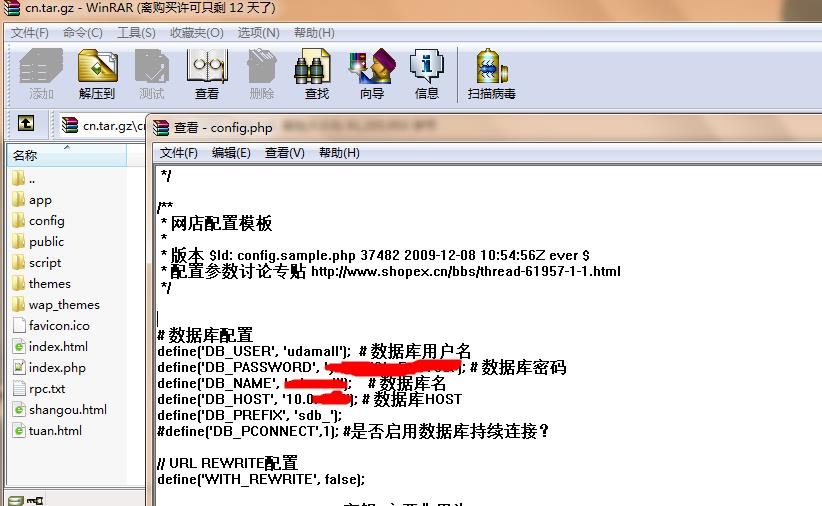 cn.tar.gz - WinRAR (离购买许可只剩 12 天了)
文件(F) 命令(C) 工具(S) 收藏夹(O) 选项(N) 帮助(H)
添加 解压到 测试 查看 删除 查找 向导 信息 扫描病毒
cn.tar.gz\c
查看 - config.php
文件(F) 编辑(E) 查看(V) 帮助(H)
名称
..
app
config
public
script
themes
wap_themes
favicon.ico
index.html
index.php
rpc.txt
shangou.html
tuan.html
*/
/**
* 网店配置模板
*
* 版本 $Id: config.sample.php 37482 2009-12-08 10:54:56Z ever $
* 配置参数讨论专贴 http://www.shopex.cn/bbs/thread-61957-1-1.html
*/
# 数据库配置
define('DB_USER', 'udamall'); # 数据库用户名
define('DB_PASSWORD', '); # 数据库密码
define('DB_NAME', '); # 数据库名
define('DB_HOST', '10.0 '); # 数据库HOST
define('DB_PREFIX', 'sdb_');
#define('DB_PCONNECT',1); #是否启用数据库持续连接？
// URL REWRITE配置
define('WITH_REWRITE', false);